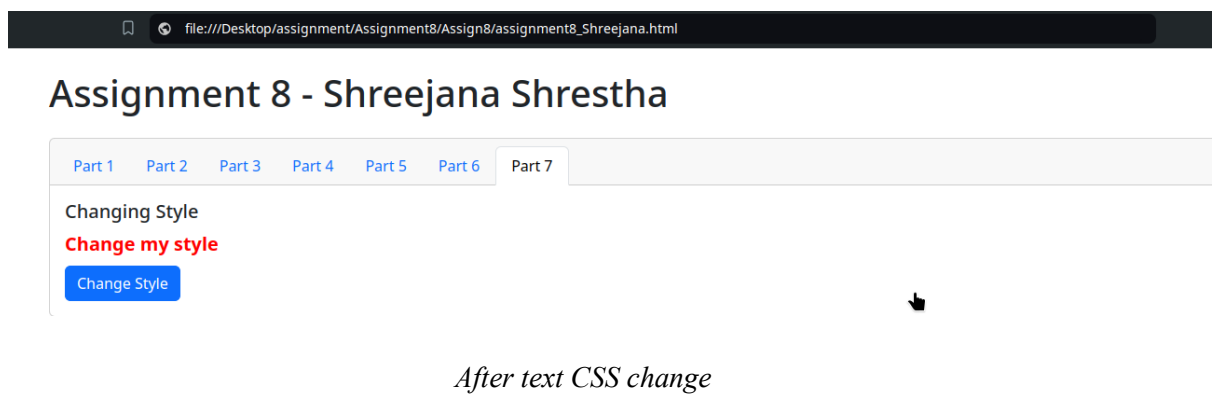 file:///Desktop/assignment/Assignment8/Assign8/assignment8_Shreejana.html
Assignment 8 - Shreejana Shrestha
Part 1 Part 2 Part 3 Part 4 Part 5 Part 6 Part 7
Changing Style
Change my style
Change Style
After text CSS change